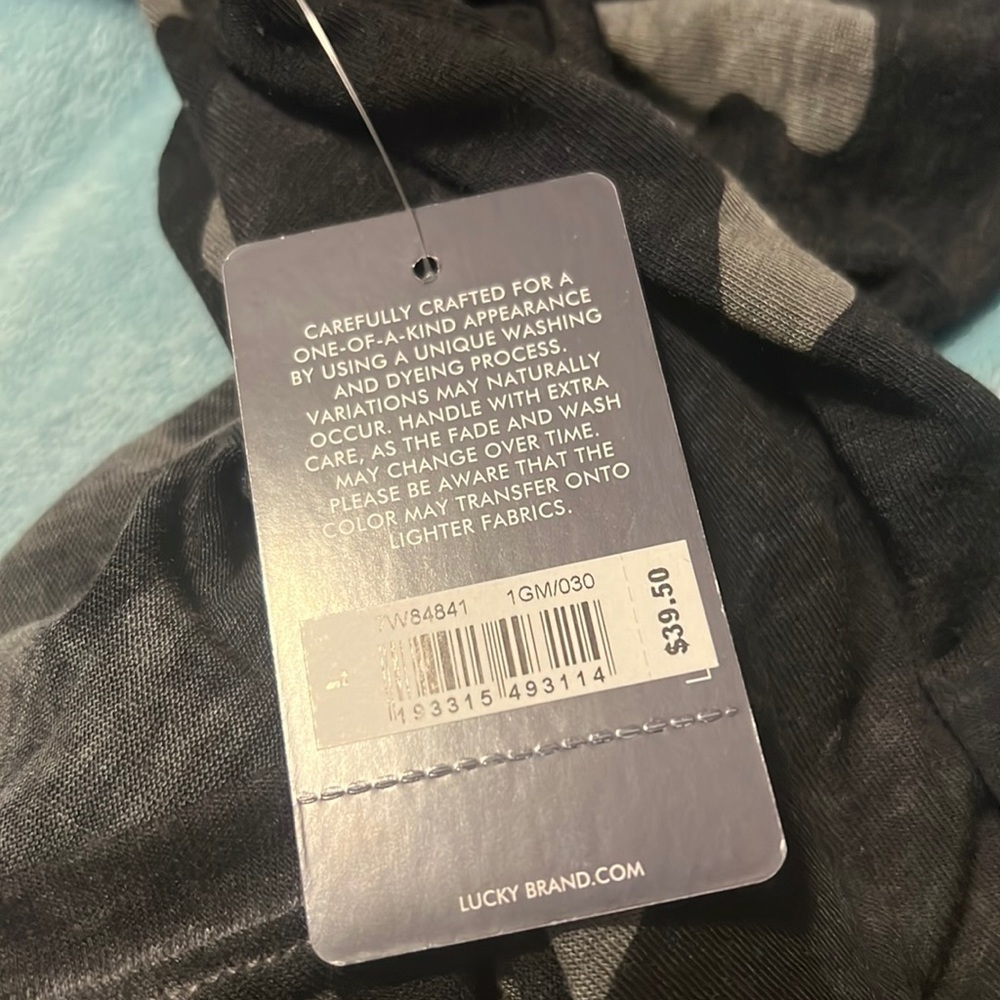 CAREFULLY CRAFTED FOR A
ONE-OF-A-KIND APPEARANCE
BY USING A UNIQUE WASHING
AND DYEING PROCESS.
VARIATIONS MAY NATURALLY
OCCUR. HANDLE WITH EXTRA
CARE, AS THE FADE AND WASH
MAY CHANGE OVER TIME.
PLEASE BE AWARE THAT THE
COLOR MAY TRANSFER ONTO
LIGHTER FABRICS.
7W84841 1GM/030
193315 493114
$39.50
L
LUCKY BRAND.COM